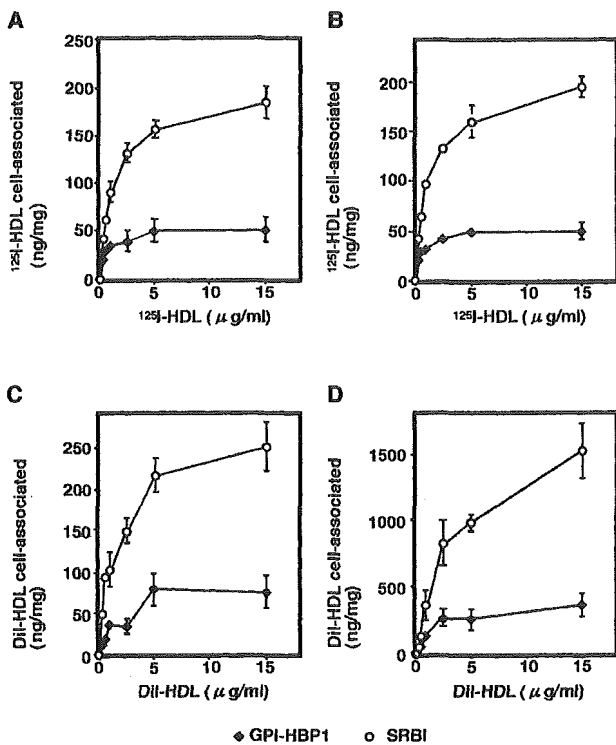 A
250
200
150
100
50
0
¹²⁵I-HDL cell-associated
(ng/mg)
0 5 10 15
¹²⁵I-HDL ( μ g/ml)
B
200
150
100
50
0
¹²⁵I-HDL cell-associated
(ng/mg)
0 5 10 15
¹²⁵I-HDL ( μ g/ml)
C
250
200
150
100
50
0
DiI-HDL cell-associated
(ng/mg)
0 5 10 15
DiI-HDL ( μ g/ml)
D
1500
1000
500
0
DiI-HDL cell-associated
(ng/mg)
0 5 10 15
DiI-HDL ( μ g/ml)
GPI-HBP1 SRBI